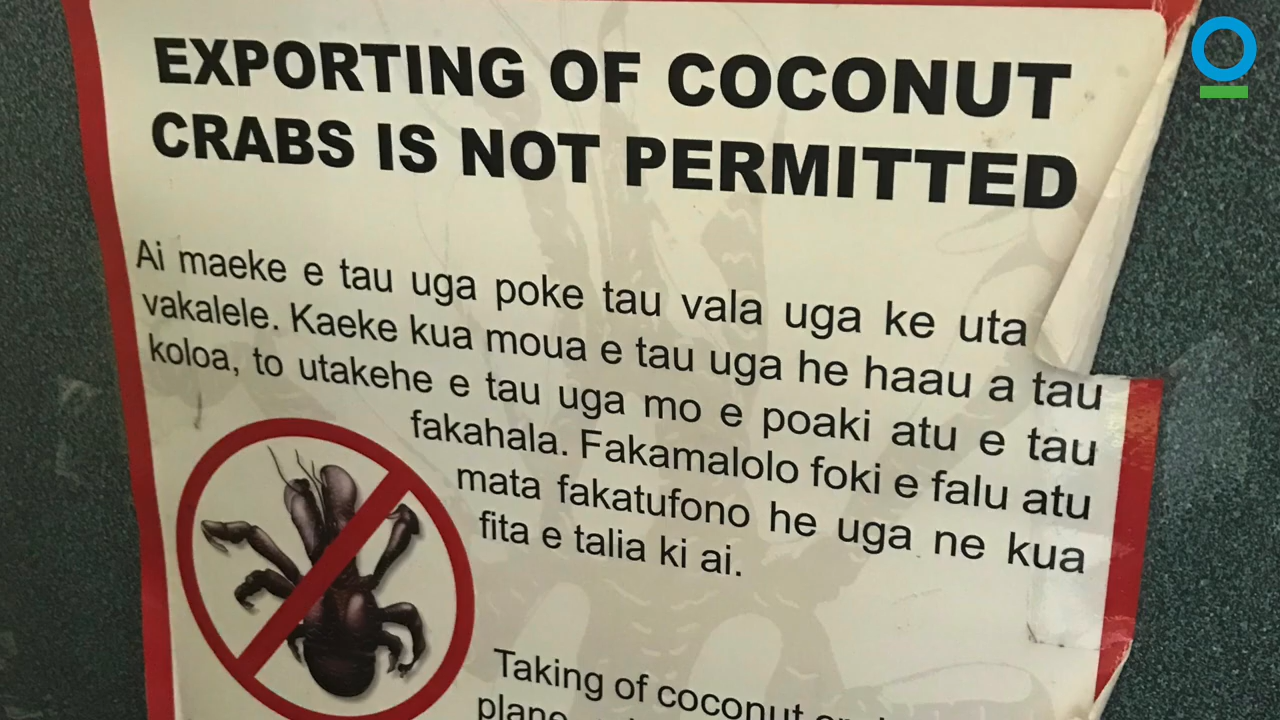 EXPORTING OF COCONUT
CRABS IS NOT PERMITTED
Ai maeke e tau uga poke tau vala uga ke uta
vakalele. Kaeke kua moua e tau uga he haau a tau
koloa, to utakehe e tau uga mo e poaki atu e tau
fakahala. Fakamalolo foki e falu atu
mata fakatufono he uga ne kua
fita e talia ki ai.
Taking of coconut